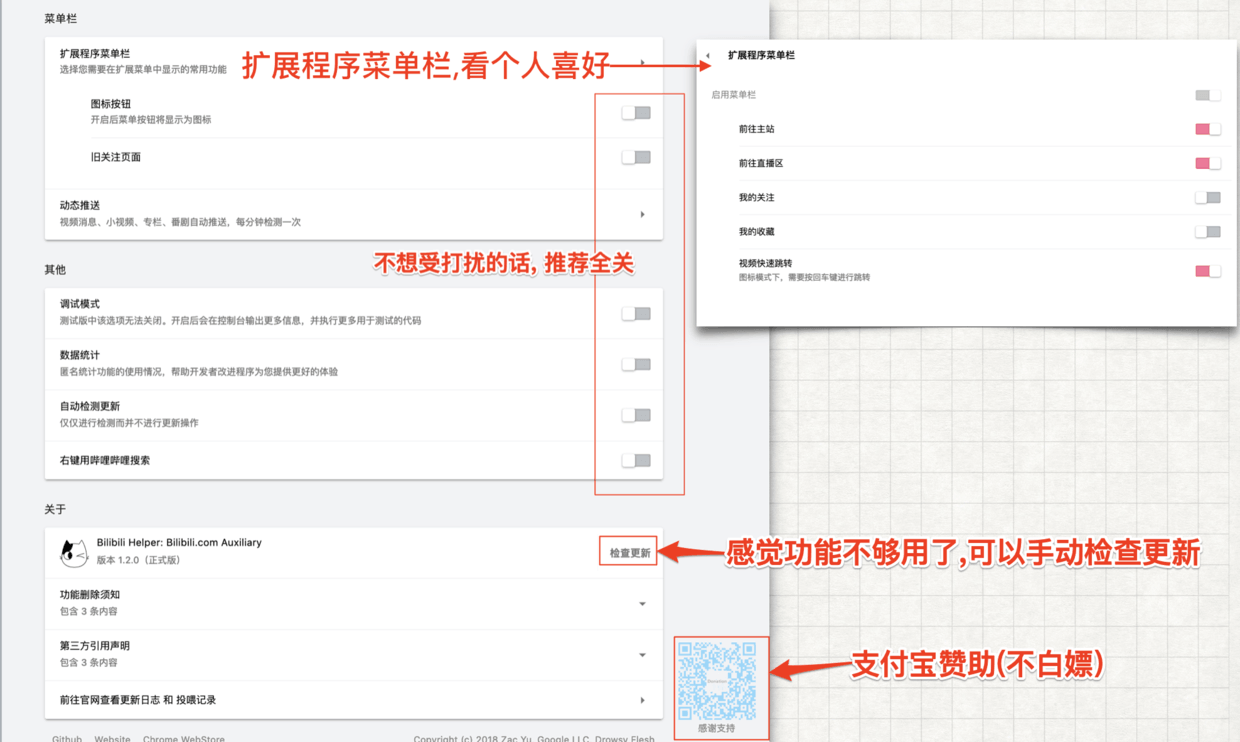 菜单栏
扩展程序菜单栏
选择您需要在扩展菜单中显示的常用功能
扩展程序菜单栏,看个人喜好
图标按钮
开启后菜单按钮将显示为图标
旧关注页面
动态推送
视频消息、小视频、专栏、番剧自动推送，每分钟检测一次
扩展程序菜单栏
启用菜单栏
前往主站
前往直播区
我的关注
我的收藏
视频快速跳转
图标模式下，需要按回车键进行跳转
不想受打扰的话, 推荐全关
其他
调试模式
测试版中该选项无法关闭。开启后会在控制台输出更多信息，并执行更多用于测试的代码
数据统计
匿名统计功能的使用情况，帮助开发者改进程序为您提供更好的体验
自动检测更新
仅仅进行检测而并不进行更新操作
右键用哔哩哔哩搜索
关于
Bilibili Helper: Bilibili.com Auxiliary
版本 1.2.0（正式版）
检查更新
感觉功能不够用了,可以手动检查更新
功能删除须知
包含 3 条内容
第三方引用声明
包含 3 条内容
支付宝赞助(不白嫖)
前往官网查看更新日志 和 投喂记录
感谢支持
Github Website Chrome WebStore
Copyright (c) 2018 Zac Yu, Google LLC, Drowsy Flesh